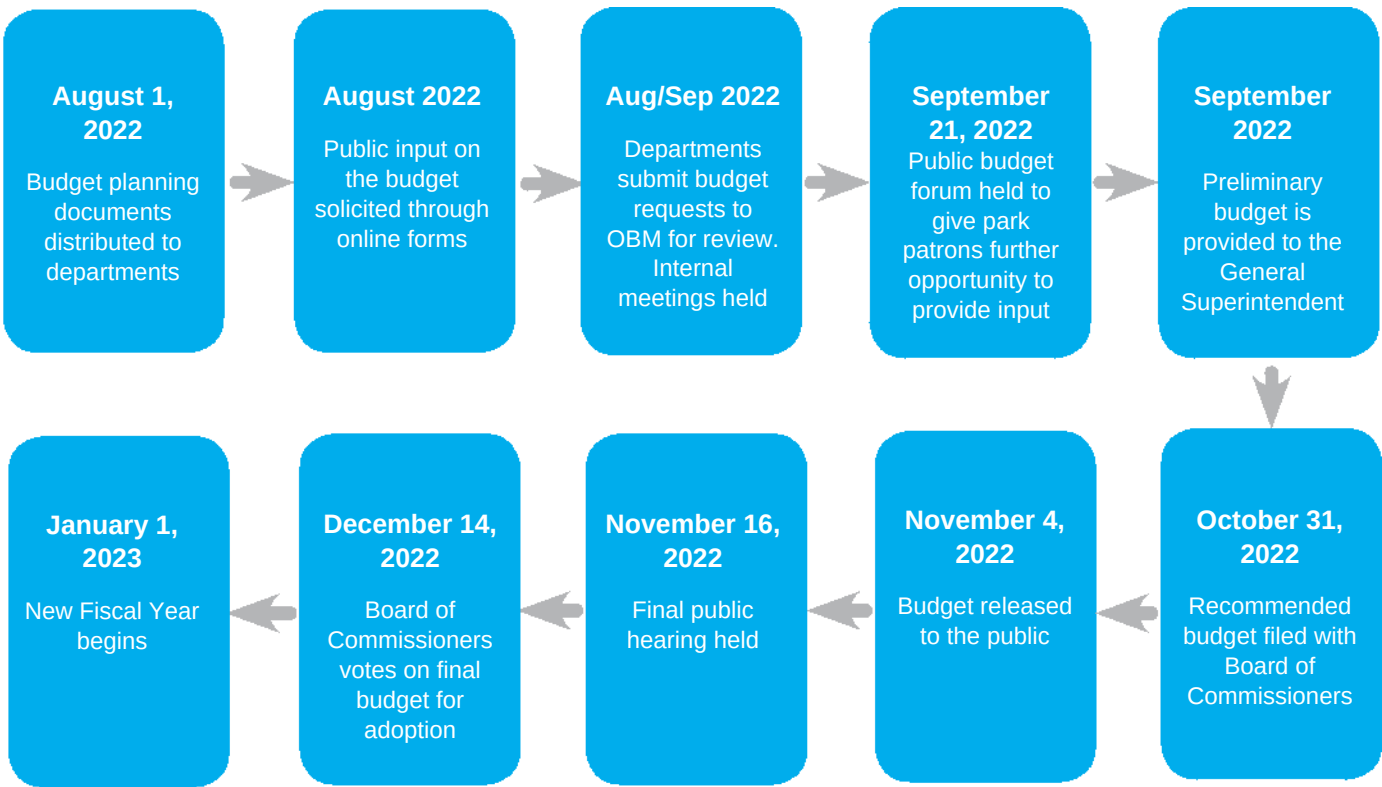 August 1,
2022
Budget planning
documents
distributed to
departments
August 2022
Public input on
the budget
solicited through
online forms
Aug/Sep 2022
Departments
submit budget
requests to
OBM for review.
Internal
meetings held
September
21, 2022
Public budget
forum held to
give park
patrons further
opportunity to
provide input
September
2022
Preliminary
budget is
provided to the
General
Superintendent
October 31,
2022
Recommended
budget filed with
Board of
Commissioners
November 4,
2022
Budget released
to the public
November 16,
2022
Final public
hearing held
December 14,
2022
Board of
Commissioners
votes on final
budget for
adoption
January 1,
2023
New Fiscal Year
begins